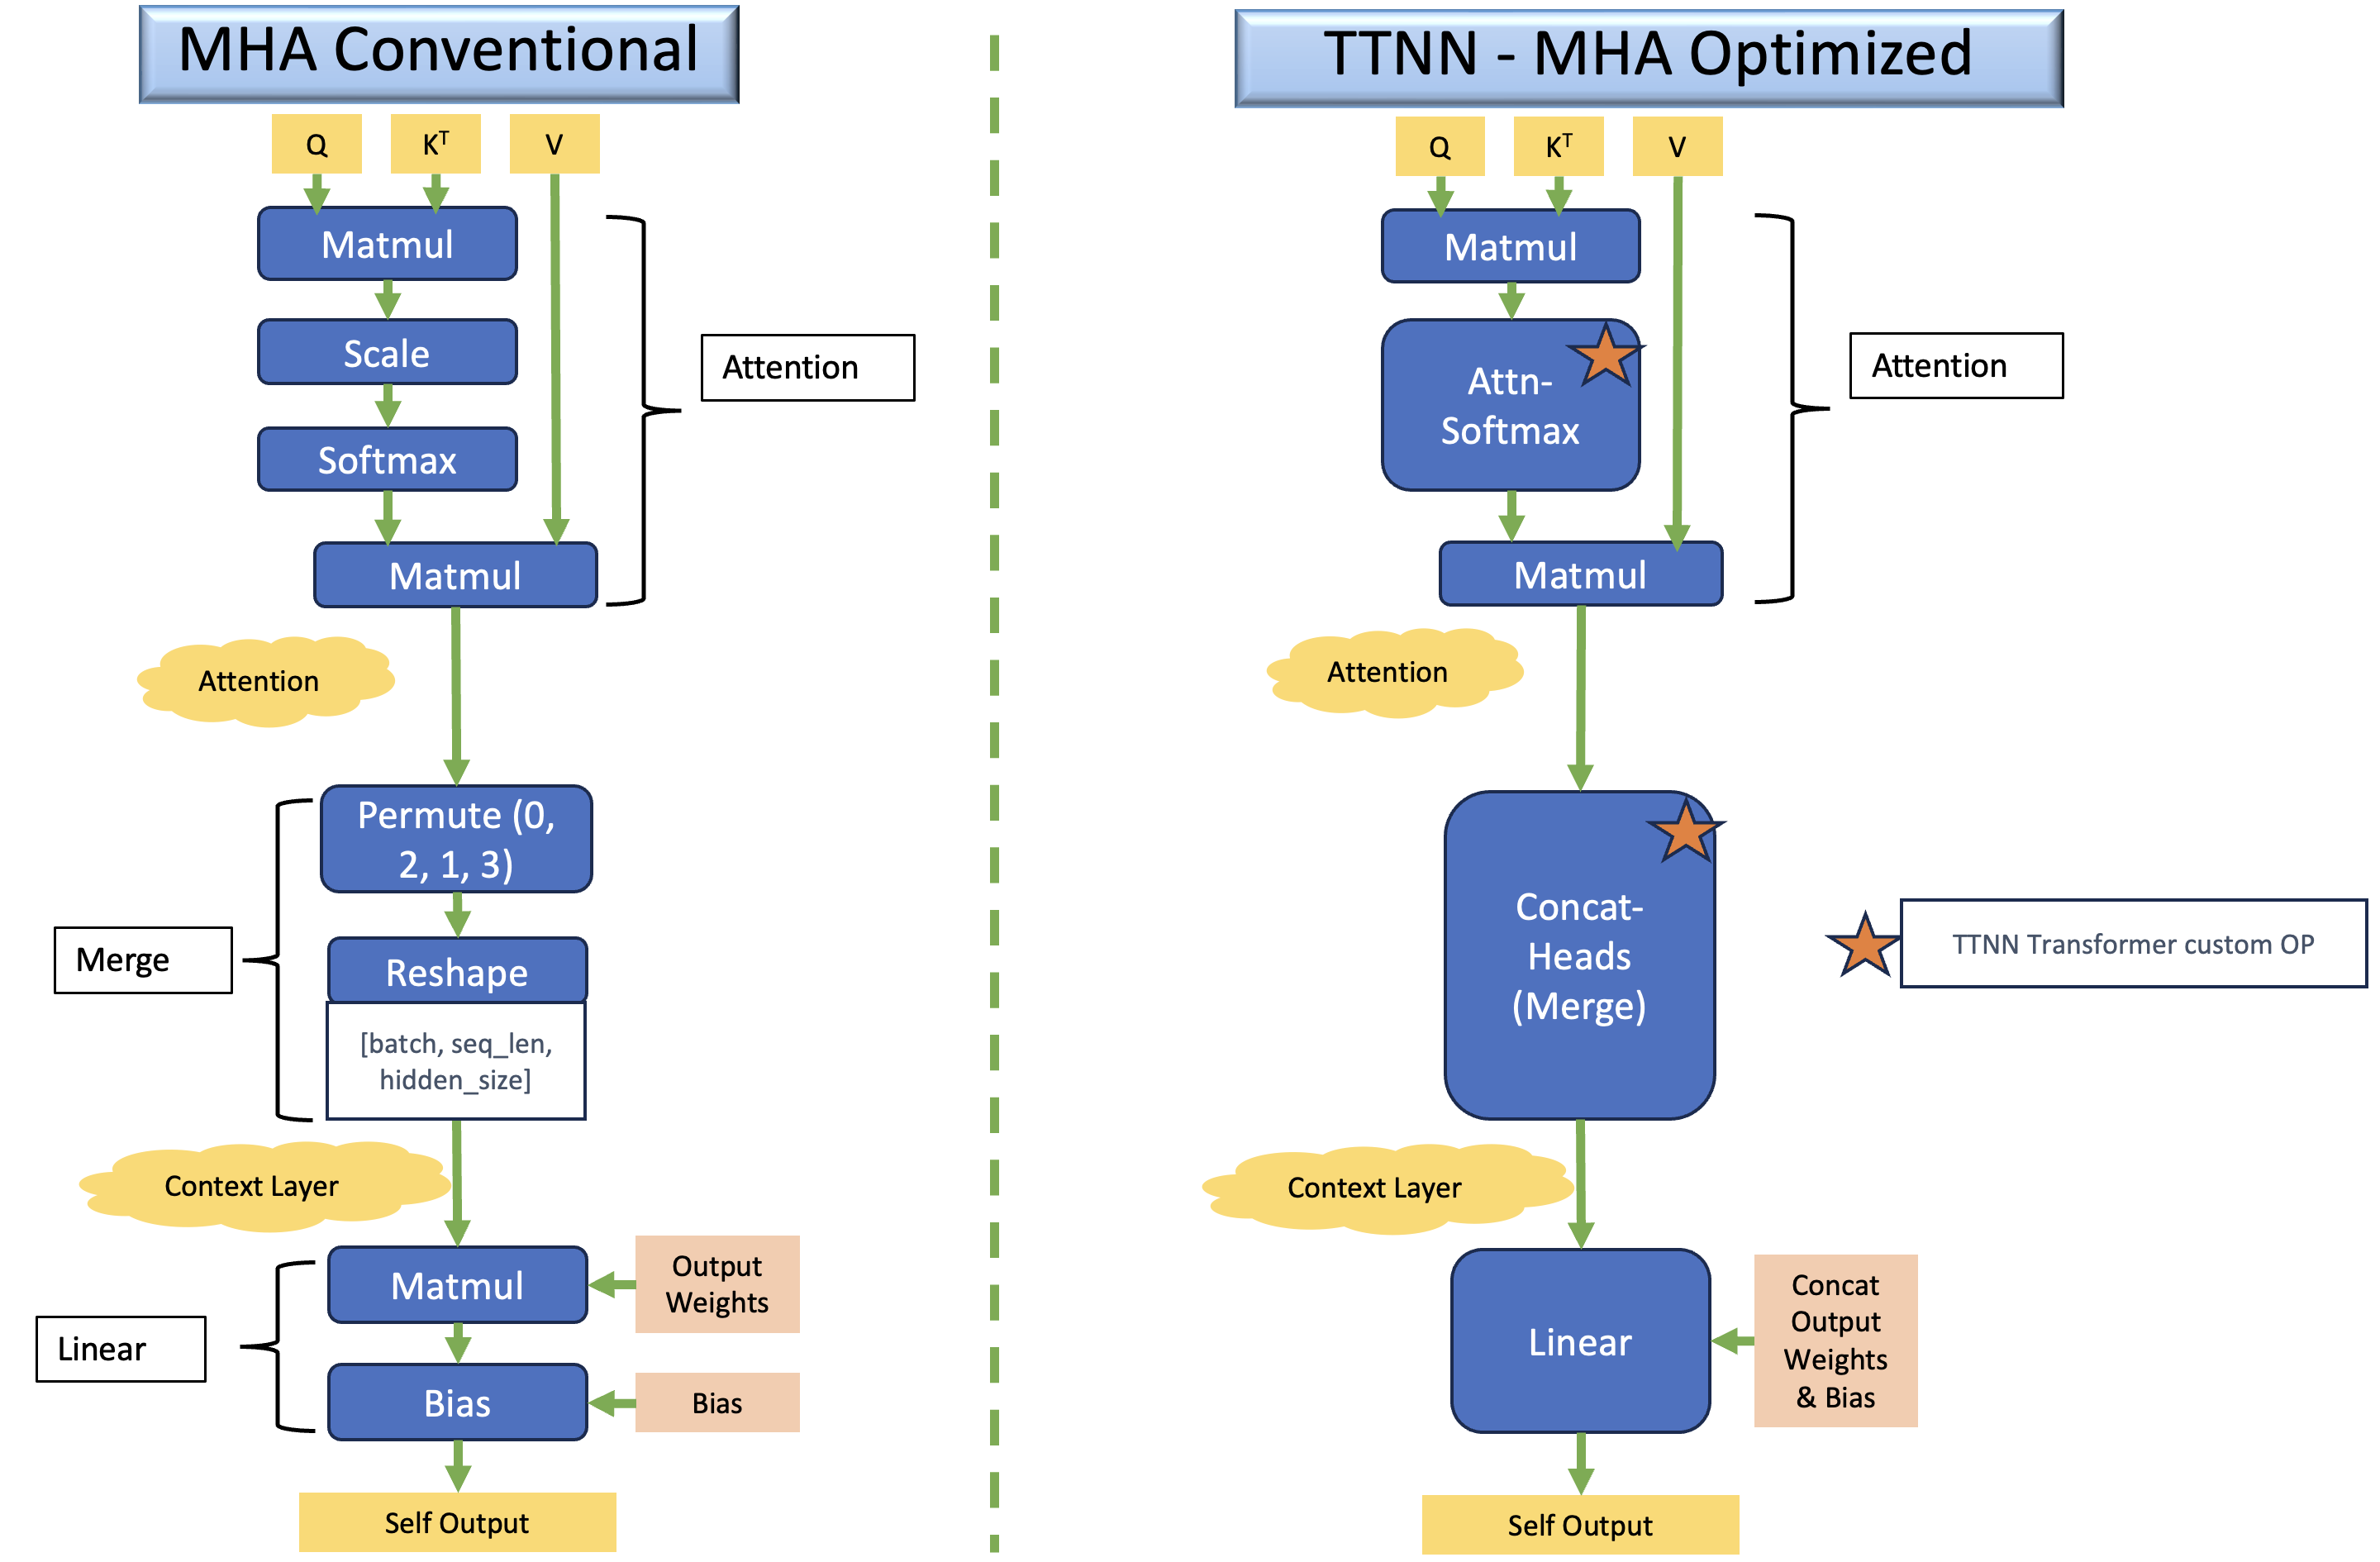 MHA Conventional
Q
Kᵀ
V
Matmul
Scale
Softmax
Matmul
Attention
Attention
Permute (0,
2, 1, 3)
Reshape
[batch, seq_len,
hidden_size]
Merge
Context Layer
Matmul
Output
Weights
Linear
Bias
Bias
Self Output
TTNN - MHA Optimized
Q
Kᵀ
V
Matmul
Attn-
Softmax
Matmul
Attention
Attention
Concat-
Heads
(Merge)
TTNN Transformer custom OP
Context Layer
Linear
Concat
Output
Weights
& Bias
Self Output